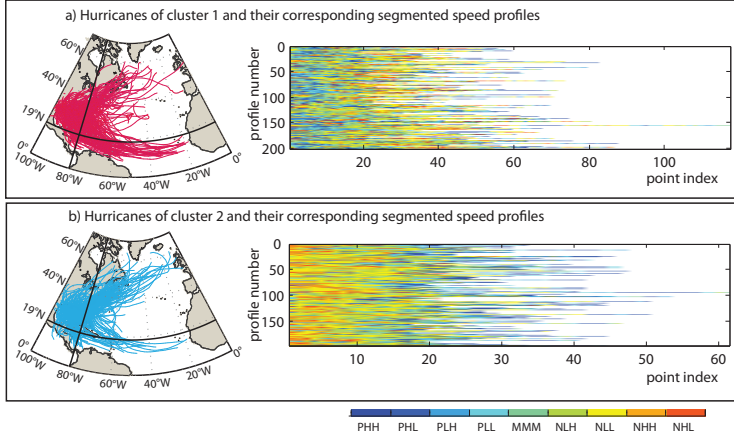 a) Hurricanes of cluster 1 and their corresponding segmented speed profiles
60°N
40°N
19°N
0°
100°W
80°W
60°W
40°W
20°W
0°
profile number
0
50
100
150
200
20
40
60
80
100
point index
b) Hurricanes of cluster 2 and their corresponding segmented speed profiles
60°N
40°N
19°N
0°
100°W
80°W
60°W
40°W
20°W
0°
profile number
0
50
100
150
10
20
30
40
50
60
point index
PHH PHL PLH PLL MMM NLH NLL NHH NHL